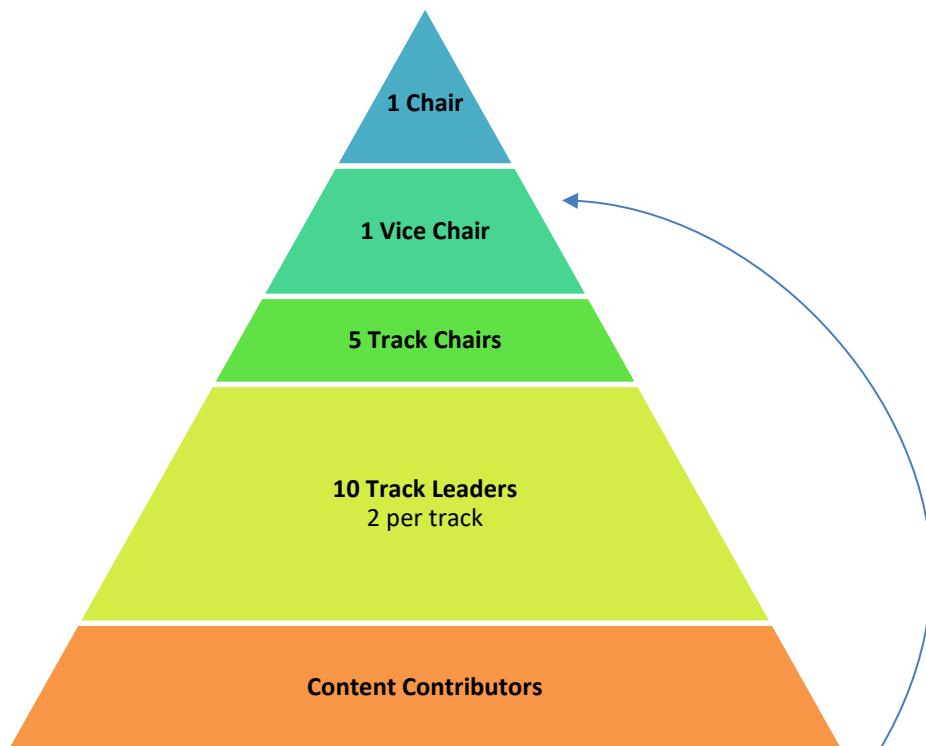 1 Chair
1 Vice Chair
5 Track Chairs
10 Track Leaders
2 per track
Content Contributors